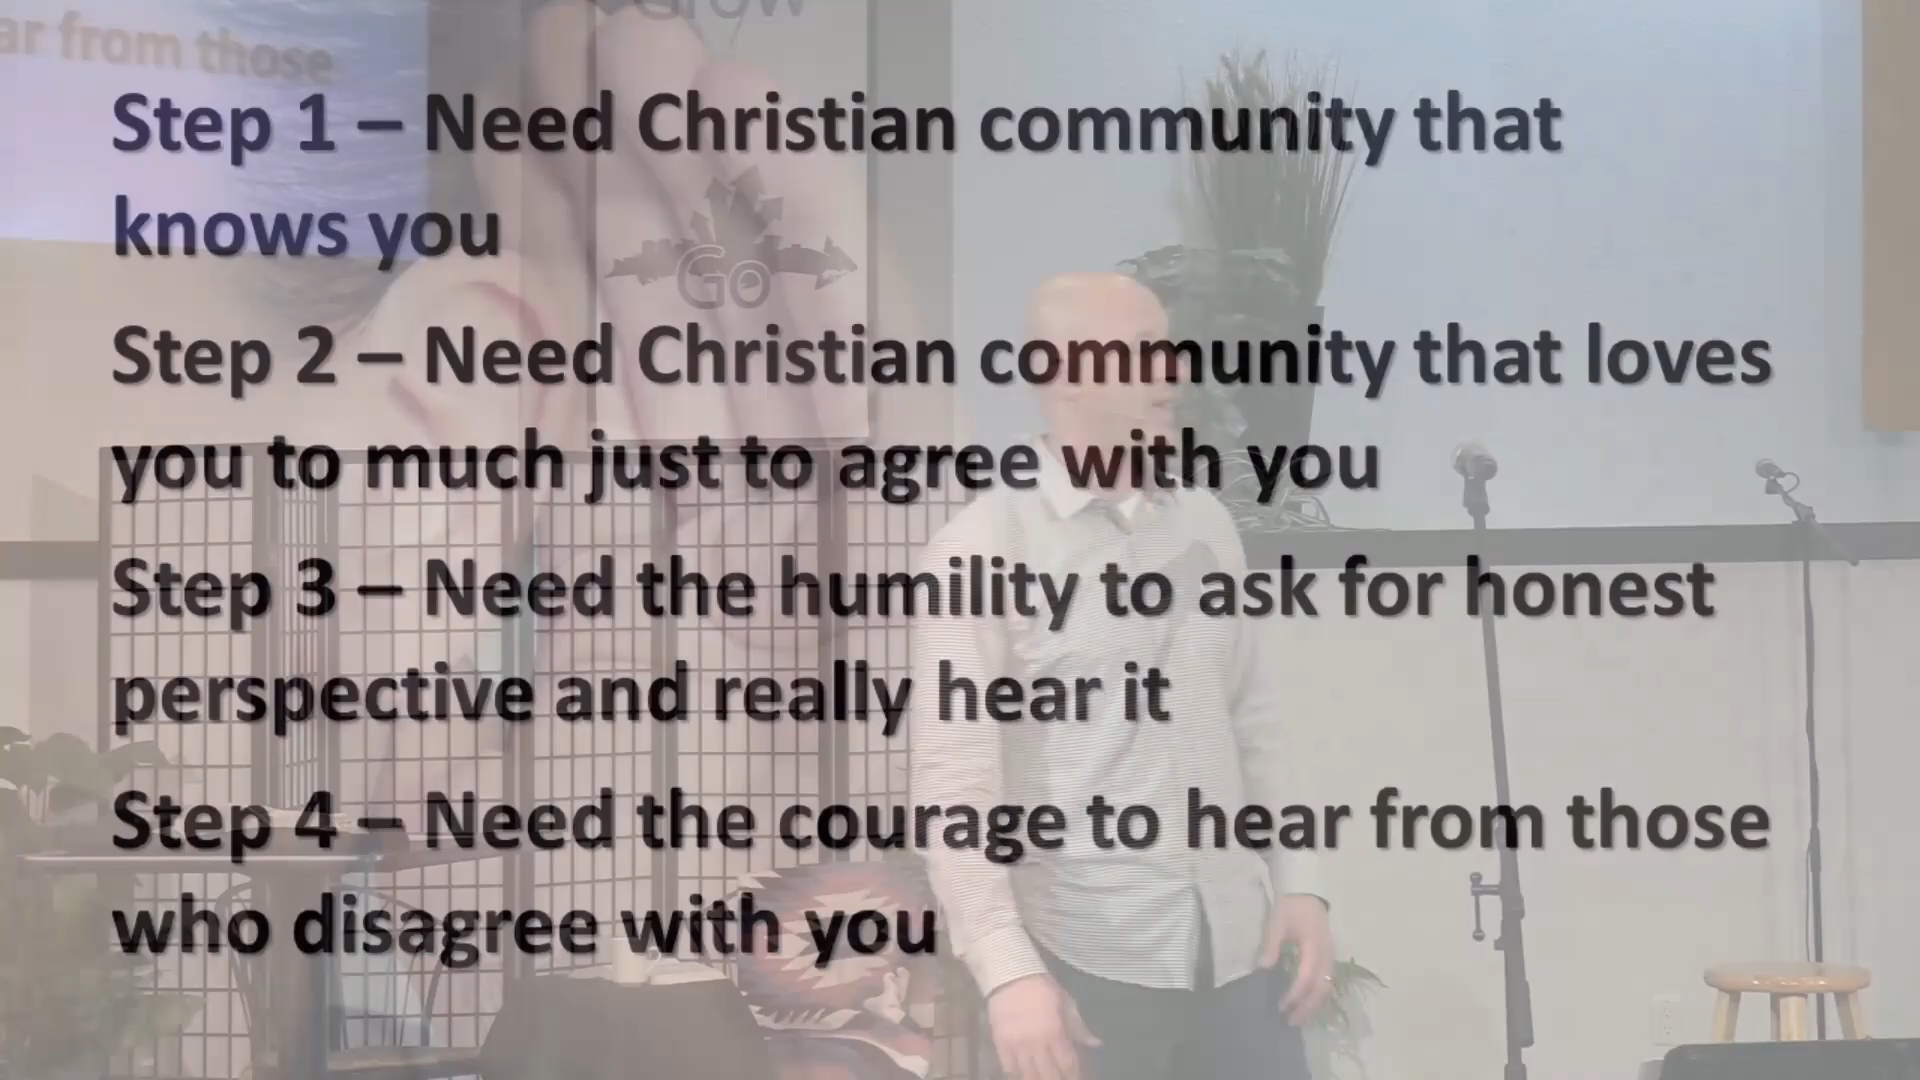 Grow
ar from those
Step 1 – Need Christian community that
knows you
Go
Step 2 – Need Christian community that loves
you to much just to agree with you
Step 3 – Need the humility to ask for honest
perspective and really hear it
Step 4 – Need the courage to hear from those
who disagree with you